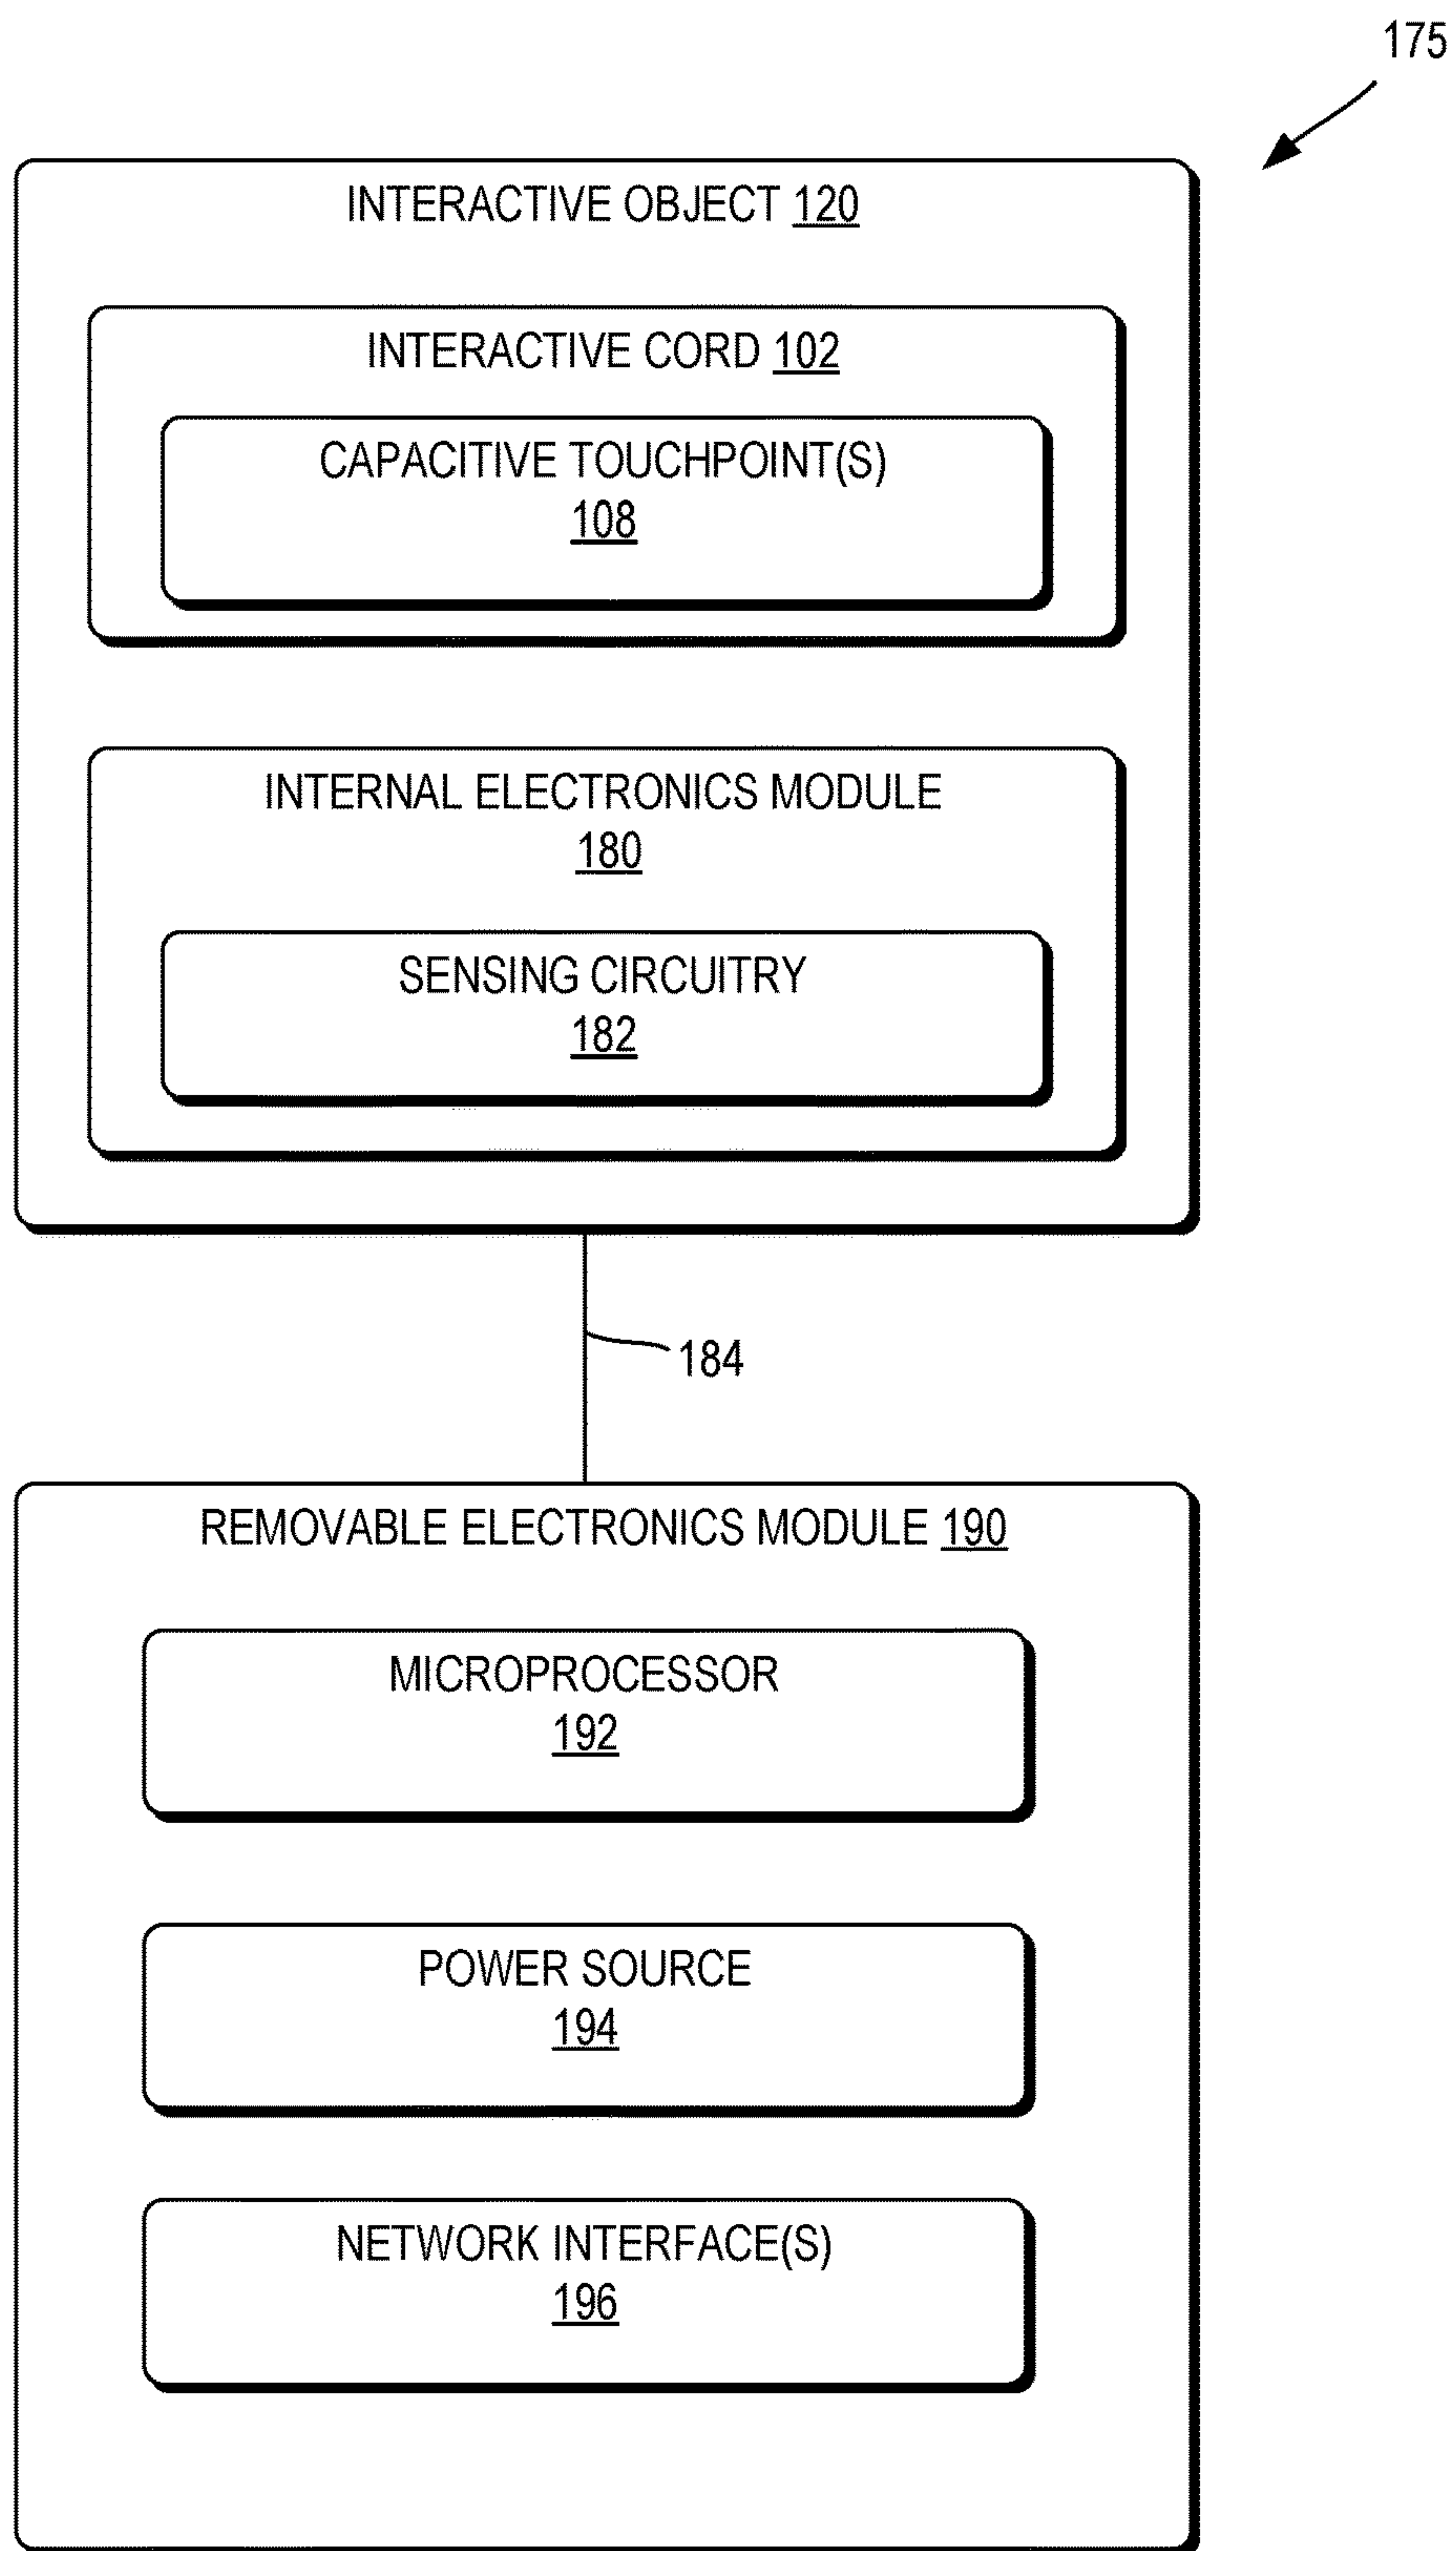 175
INTERACTIVE OBJECT 120
INTERACTIVE CORD 102
CAPACITIVE TOUCHPOINT(S)
108
INTERNAL ELECTRONICS MODULE
180
SENSING CIRCUITRY
182
184
REMOVABLE ELECTRONICS MODULE 190
MICROPROCESSOR
192
POWER SOURCE
194
NETWORK INTERFACE(S)
196